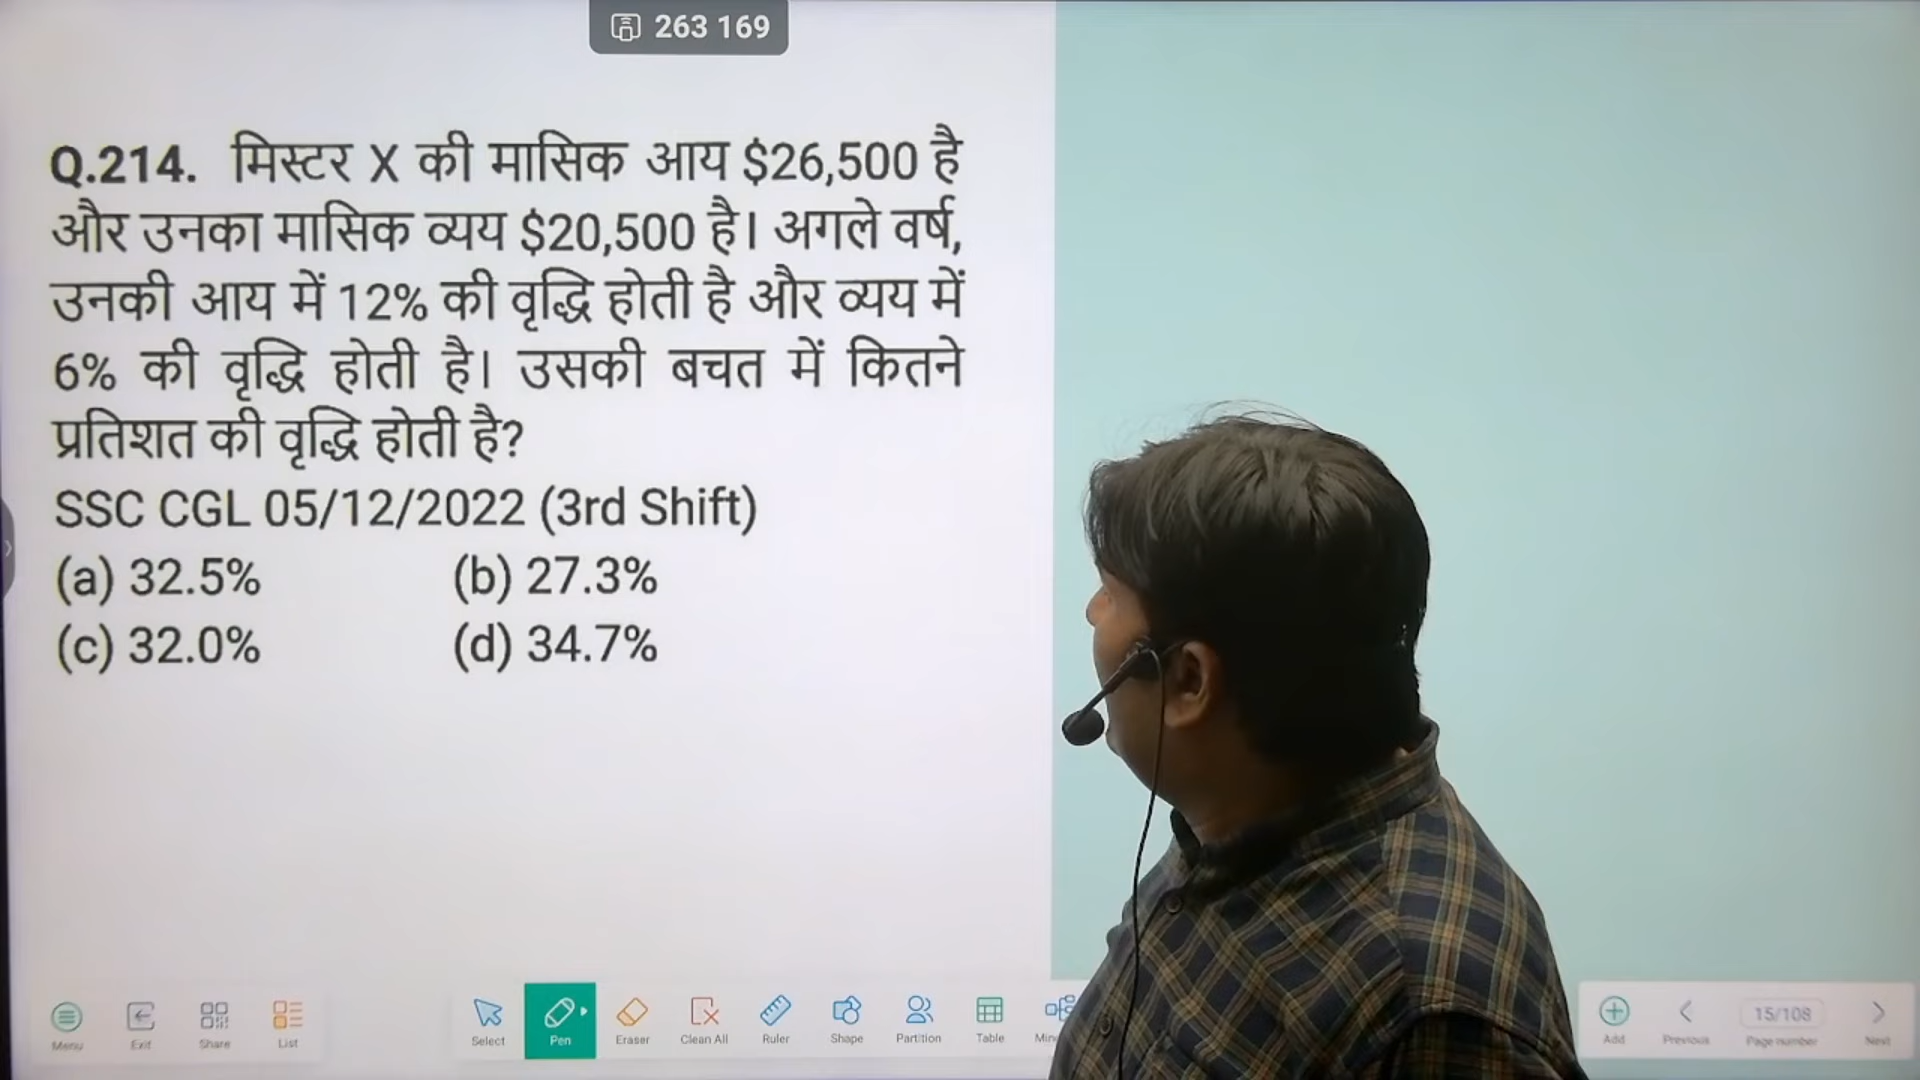 263 169
Q.214. मिस्टर X की मासिक आय $26,500 है
और उनका मासिक व्यय $20,500 है। अगले वर्ष,
उनकी आय में 12% की वृद्धि होती है और व्यय में
6% की वृद्धि होती है। उसकी बचत में कितने
प्रतिशत की वृद्धि होती है?
SSC CGL 05/12/2022 (3rd Shift)
(a) 32.5% (b) 27.3%
(c) 32.0% (d) 34.7%
Menu Exit Share List Select Pen Eraser Clean All Ruler Shape Partition Table Add Previous Page number Next
15/108